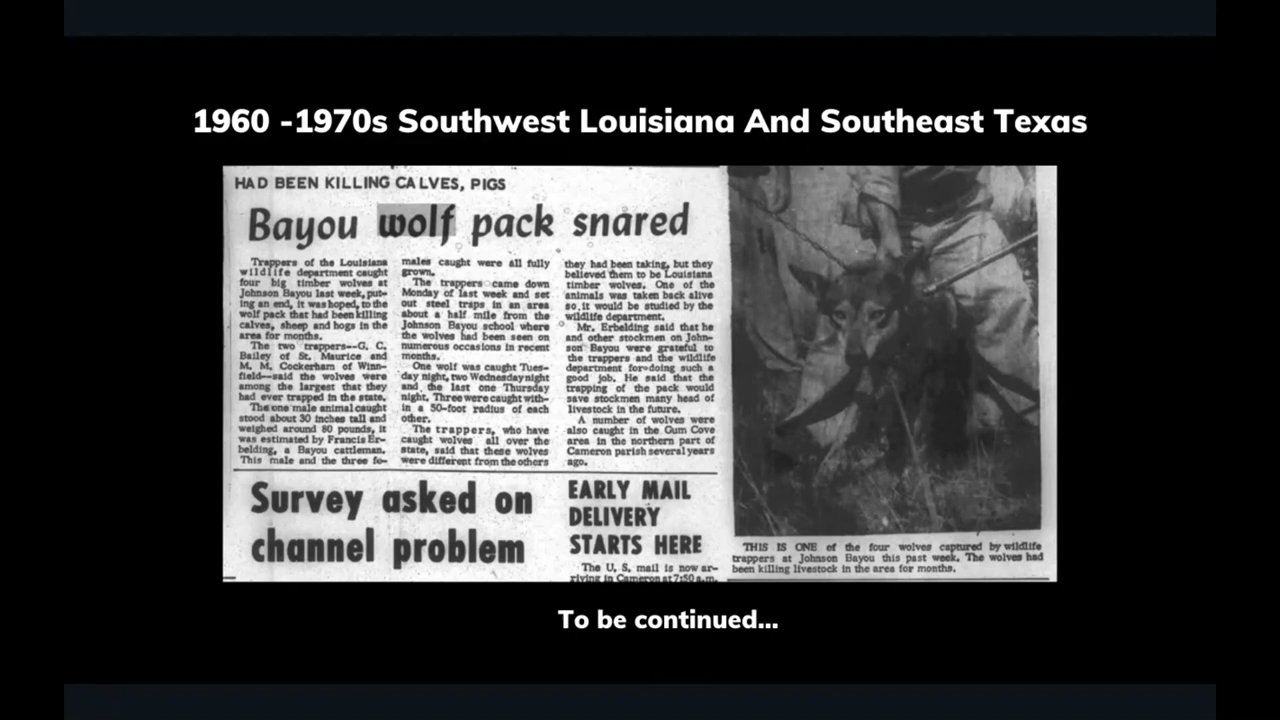 1960 -1970s Southwest Louisiana And Southeast Texas
HAD BEEN KILLING CALVES, PIGS
Bayou wolf pack snared
Trappers of the Louisiana
wildlife department caught
four big timber wolves at
Johnson Bayou last week, put-
ting an end, it was hoped, to the
wolf pack that had been killing
calves, sheep and hogs in the
area for months.
The two trappers--G. C.
Bailey of St. Maurice and
M. M. Cockerham of Winn-
field--said the wolves were
among the largest that they
had ever trapped in the state.
The one male animal caught
stood about 30 inches tall and
weighed around 80 pounds, it
was estimated by Francis Er-
belding, a Bayou cattleman.
This male and the three fe-
males caught were all fully
grown.
The trappers came down
Monday of last week and set
out steel traps in an area
about a half mile from the
Johnson Bayou school where
the wolves had been seen on
numerous occasions in recent
months.
One wolf was caught Tues-
day night, two Wednesday night
and the last one Thursday
night. Three were caught with-
in a 50-foot radius of each
other.
The trappers, who have
caught wolves all over the
state, said that these wolves
were different from the others
they had been taking, but they
believed them to be Louisiana
timber wolves. One of the
animals was taken back alive
so it would be studied by the
wildlife department.
Mr. Erbelding said that he
and other stockmen on John-
son Bayou were grateful to
the trappers and the wildlife
department for doing such a
good job. He said that the
trapping of the pack would
save stockmen many head of
livestock in the future.
A number of wolves were
also caught in the Gum Cove
area in the northern part of
Cameron parish several years
ago.
Survey asked on
channel problem
EARLY MAIL
DELIVERY
STARTS HERE
The U. S. mail is now ar-
riving in Cameron at 7:50 a.m.
THIS IS ONE of the four wolves captured by wildlife
trappers at Johnson Bayou this past week. The wolves had
been killing livestock in the area for months.
To be continued...